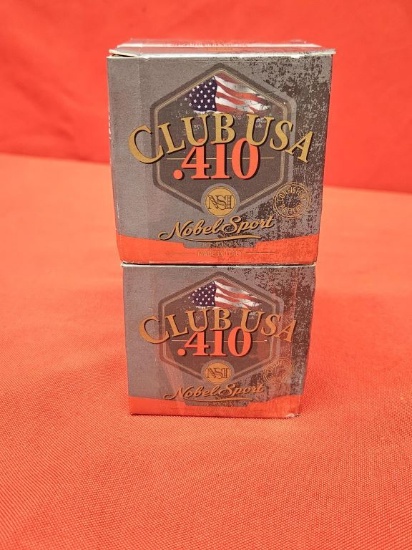 CLUB USA
.410
NSI
Nobel Sport
CLUB USA
.410
NSI
Nobel Sport